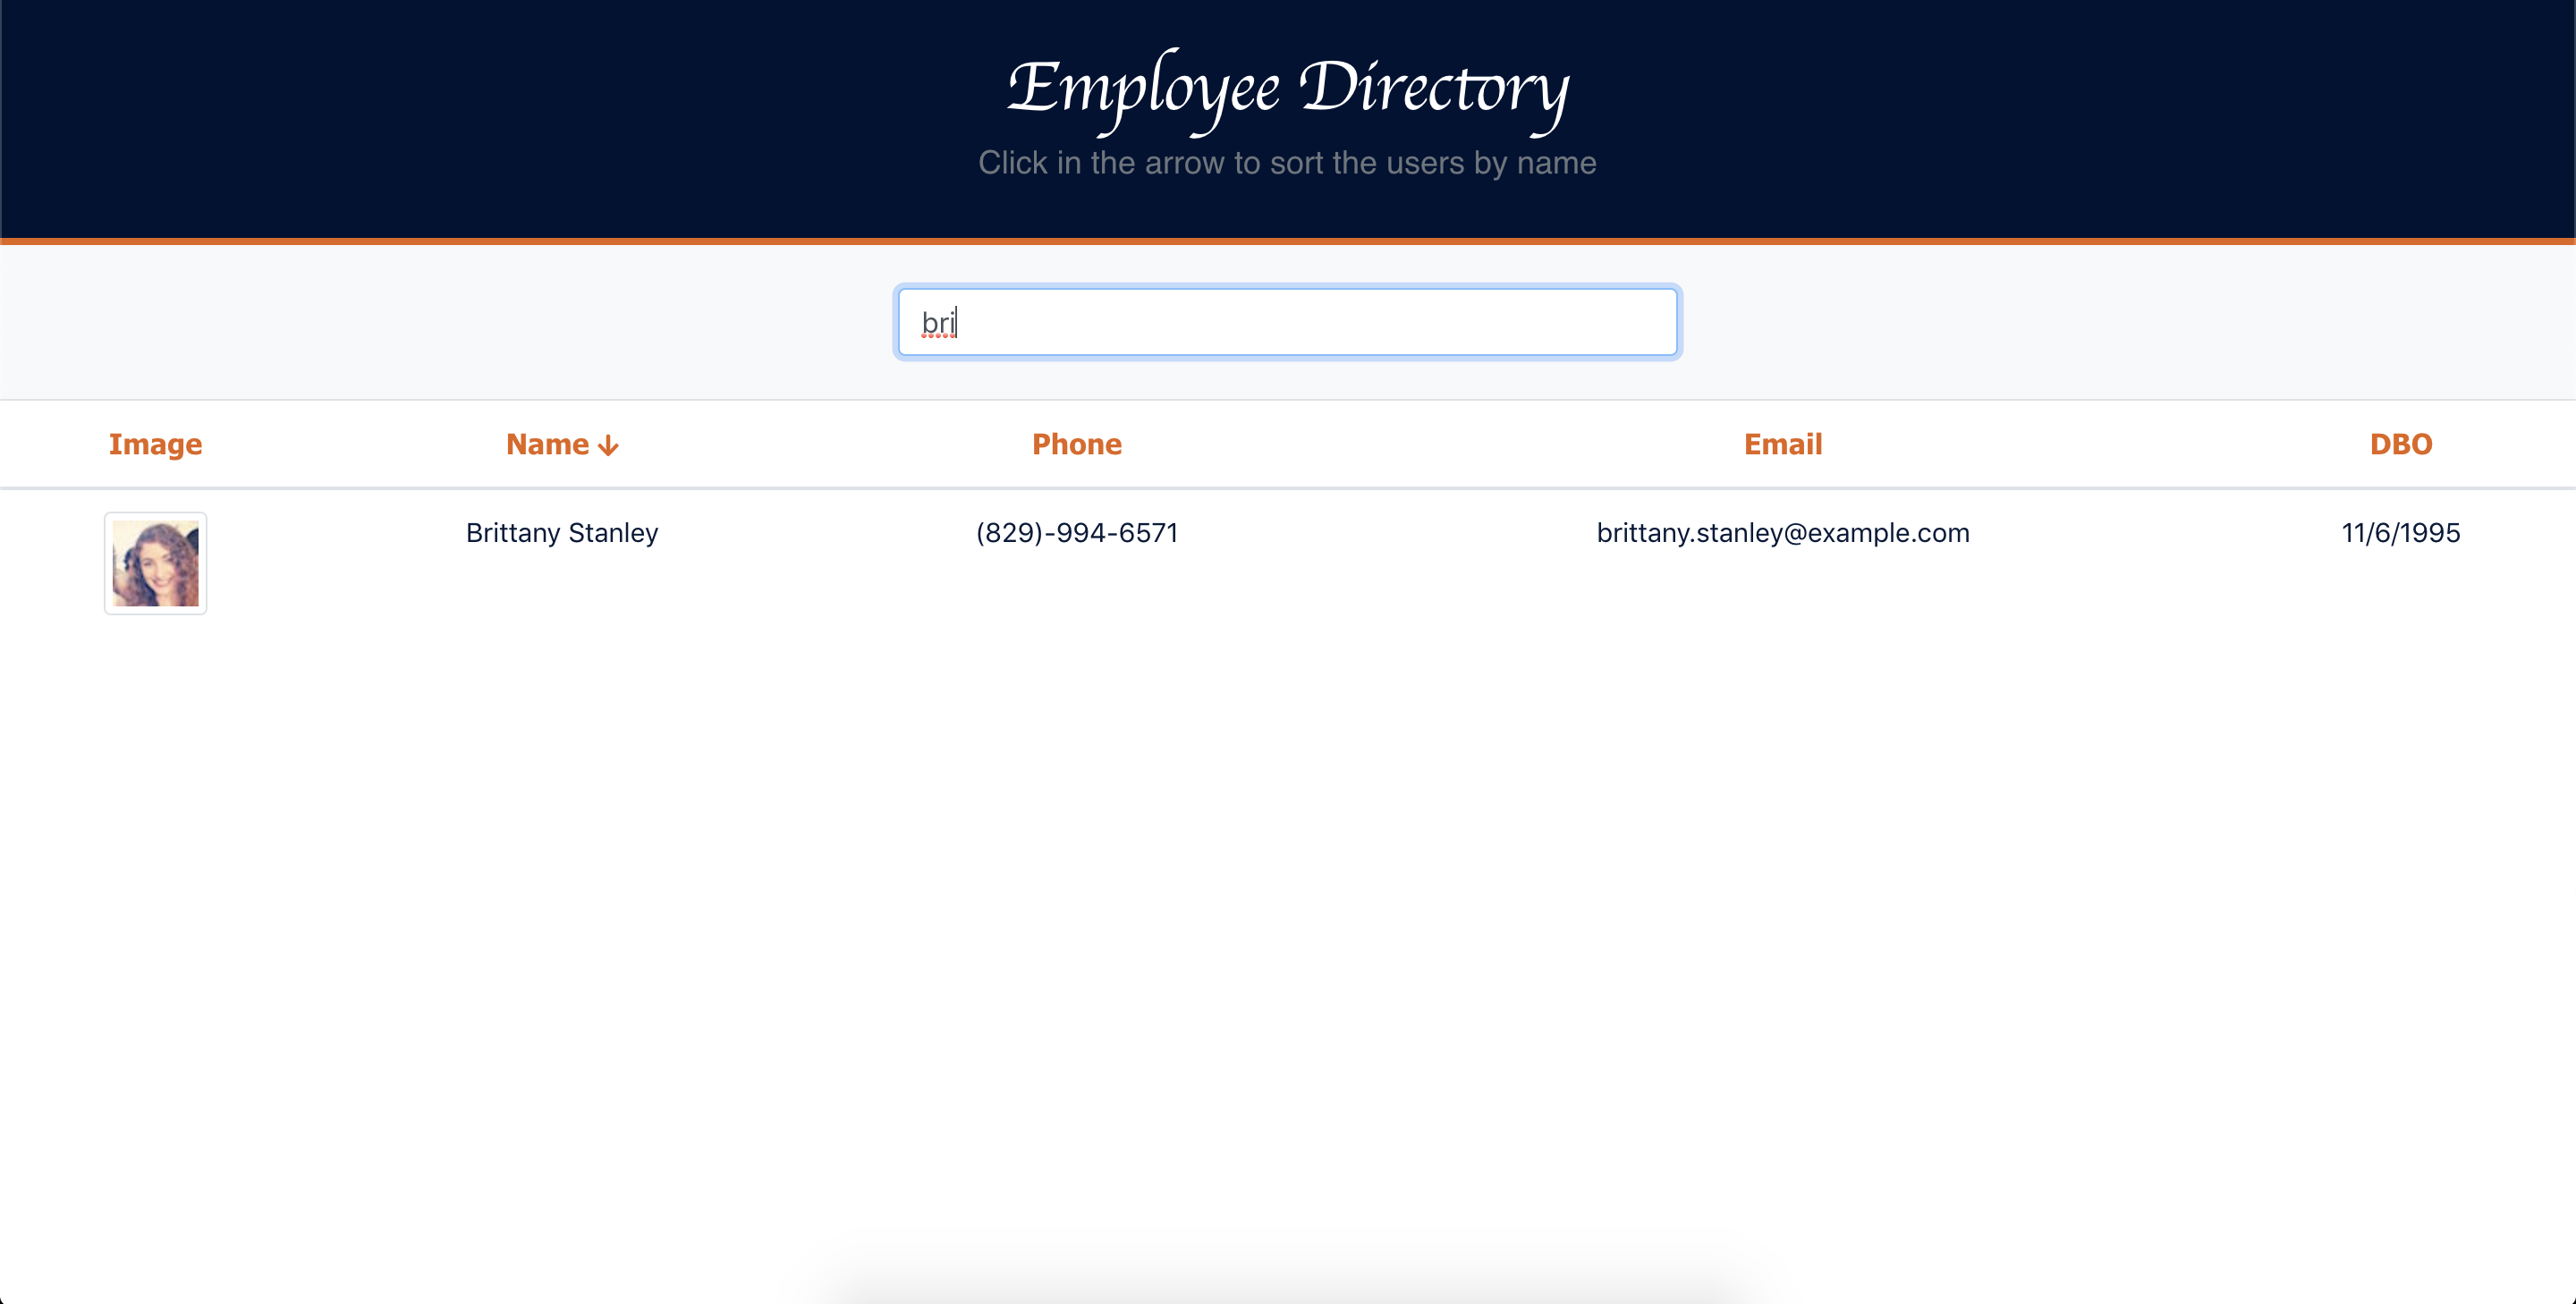 Employee Directory
Click in the arrow to sort the users by name
bri
Image Name ↓ Phone Email DBO
Brittany Stanley (829)-994-6571 brittany.stanley@example.com 11/6/1995